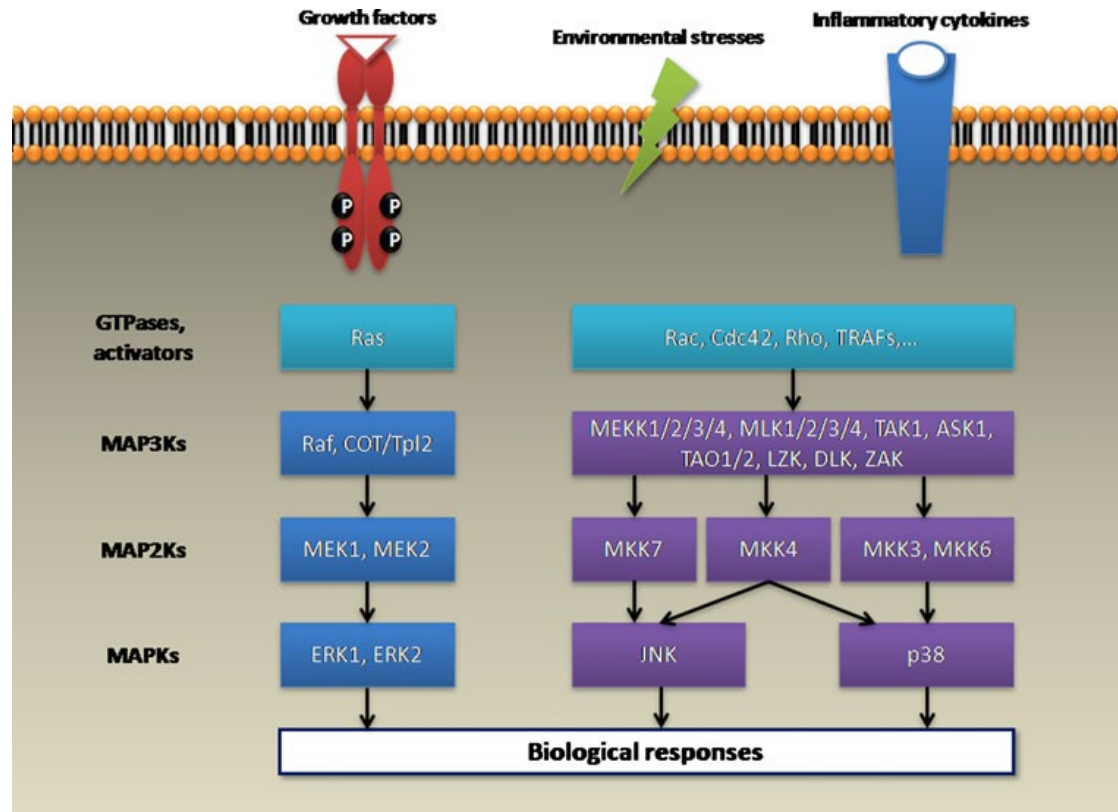 Growth factors
Environmental stresses
Inflammatory cytokines
P P
P P
GTPases,
activators
Ras
Rac, Cdc42, Rho, TRAFs,...
MAP3Ks
Raf, COT/Tpl2
MEKK1/2/3/4, MLK1/2/3/4, TAK1, ASK1,
TAO1/2, LZK, DLK, ZAK
MAP2Ks
MEK1, MEK2
MKK7
MKK4
MKK3, MKK6
MAPKs
ERK1, ERK2
JNK
p38
Biological responses